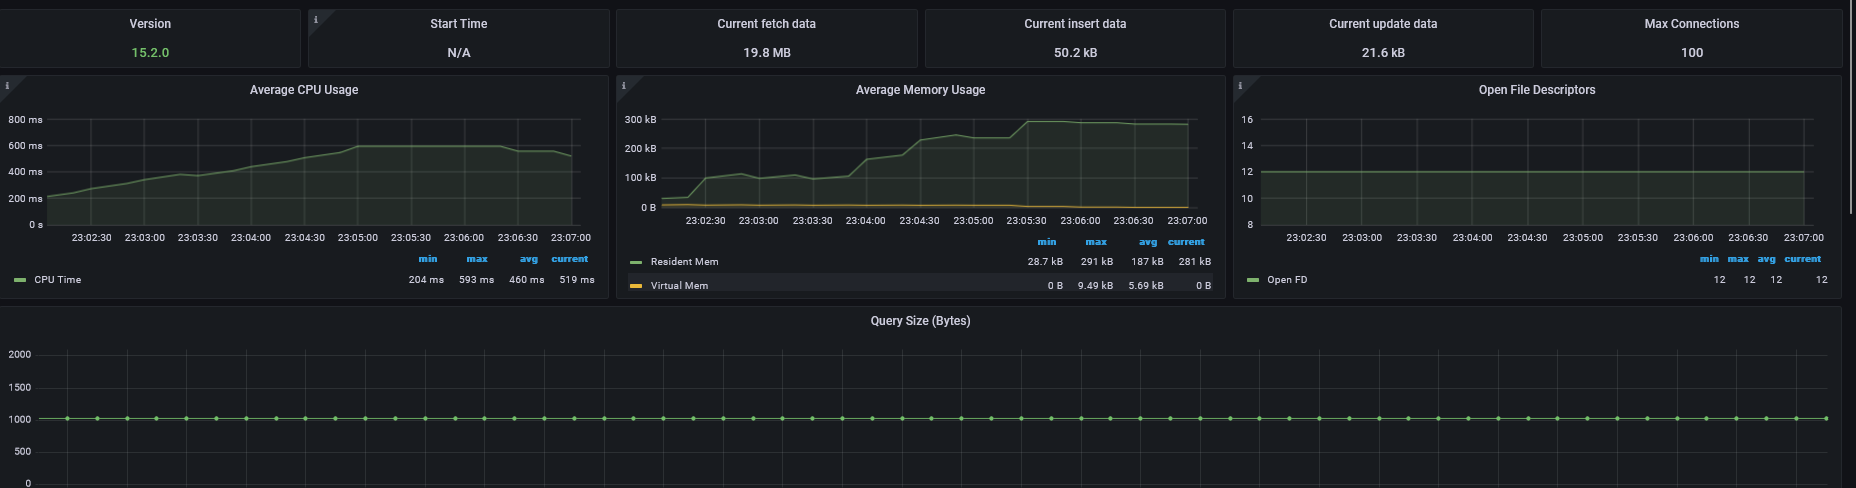 Version
15.2.0
i
Start Time
N/A
Current fetch data
19.8 MB
Current insert data
50.2 kB
Current update data
21.6 kB
Max Connections
100
i
Average CPU Usage
800 ms
600 ms
400 ms
200 ms
0 s
23:02:30 23:03:00 23:03:30 23:04:00 23:04:30 23:05:00 23:05:30 23:06:00 23:06:30 23:07:00
min max avg current
CPU Time 204 ms 593 ms 460 ms 519 ms
i
Average Memory Usage
300 kB
200 kB
100 kB
0 B
23:02:30 23:03:00 23:03:30 23:04:00 23:04:30 23:05:00 23:05:30 23:06:00 23:06:30 23:07:00
min max avg current
Resident Mem 28.7 kB 291 kB 187 kB 281 kB
Virtual Mem 0 B 9.49 kB 5.69 kB 0 B
i
Open File Descriptors
16
14
12
10
8
23:02:30 23:03:00 23:03:30 23:04:00 23:04:30 23:05:00 23:05:30 23:06:00 23:06:30 23:07:00
min max avg current
Open FD 12 12 12 12
Query Size (Bytes)
2000
1500
1000
500
0